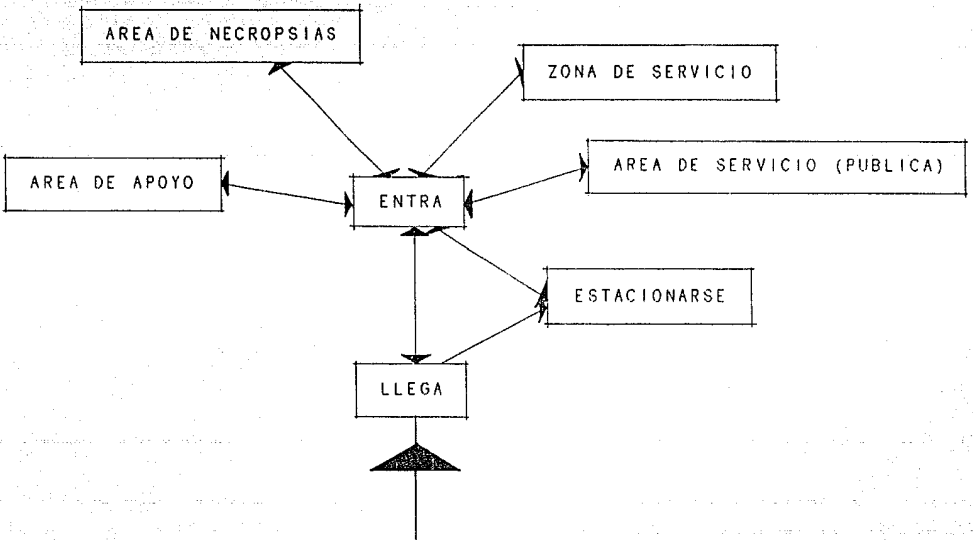 AREA DE NECROPSIAS
ZONA DE SERVICIO
AREA DE SERVICIO (PUBLICA)
AREA DE APOYO
ENTRA
ESTACIONARSE
LLEGA